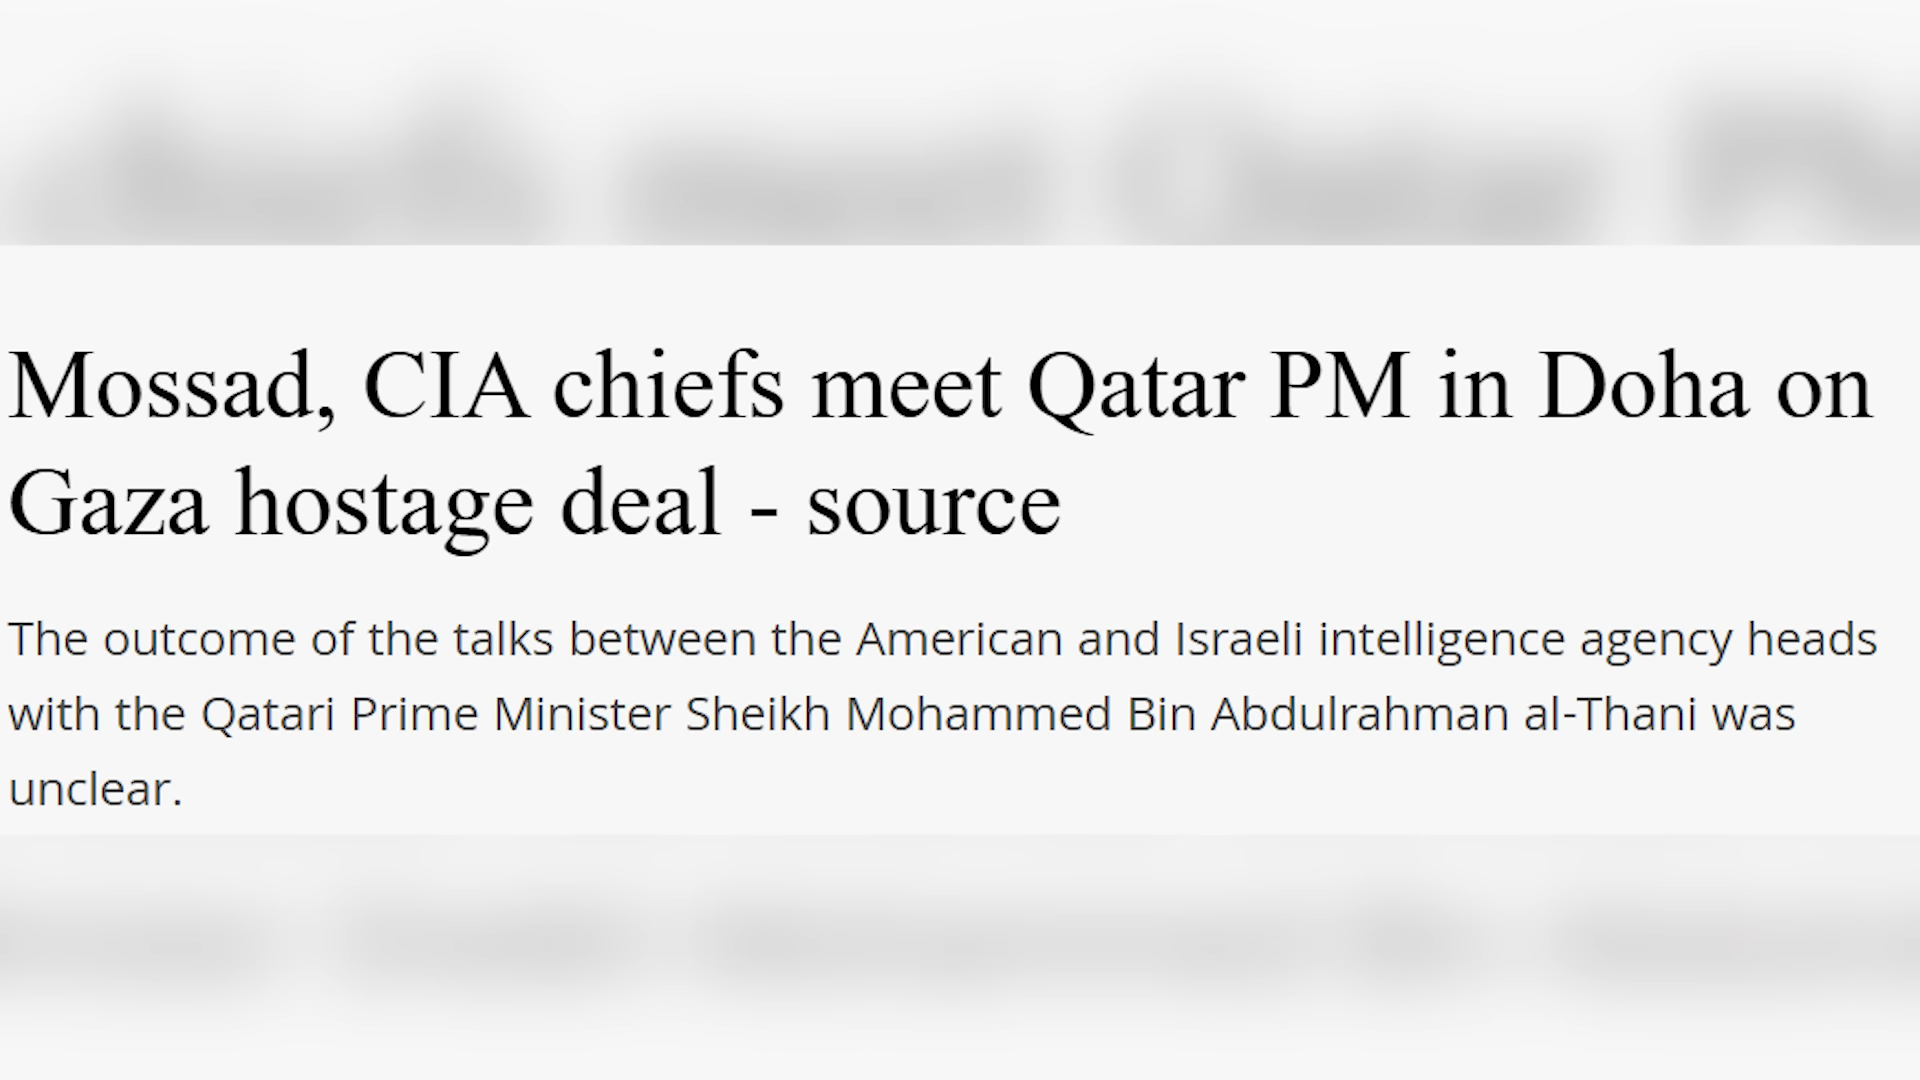 Mossad, CIA chiefs meet Qatar PM in Doha on
Gaza hostage deal - source
The outcome of the talks between the American and Israeli intelligence agency heads
with the Qatari Prime Minister Sheikh Mohammed Bin Abdulrahman al-Thani was
unclear.